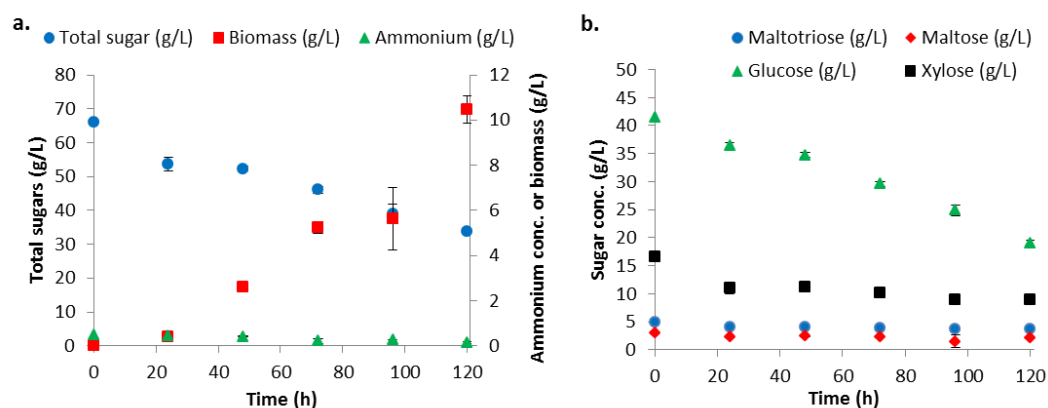 a.
Total sugar (g/L) Biomass (g/L) Ammonium (g/L)
80
70
60
50
40
30
20
10
0
Total sugars (g/L)
12
10
8
6
4
2
0
Ammonium conc. or biomass (g/L)
0 20 40 60 80 100 120
Time (h)
b.
Maltotriose (g/L) Maltose (g/L)
Glucose (g/L) Xylose (g/L)
50
45
40
35
30
25
20
15
10
5
0
Sugar conc. (g/L)
0 20 40 60 80 100 120
Time (h)